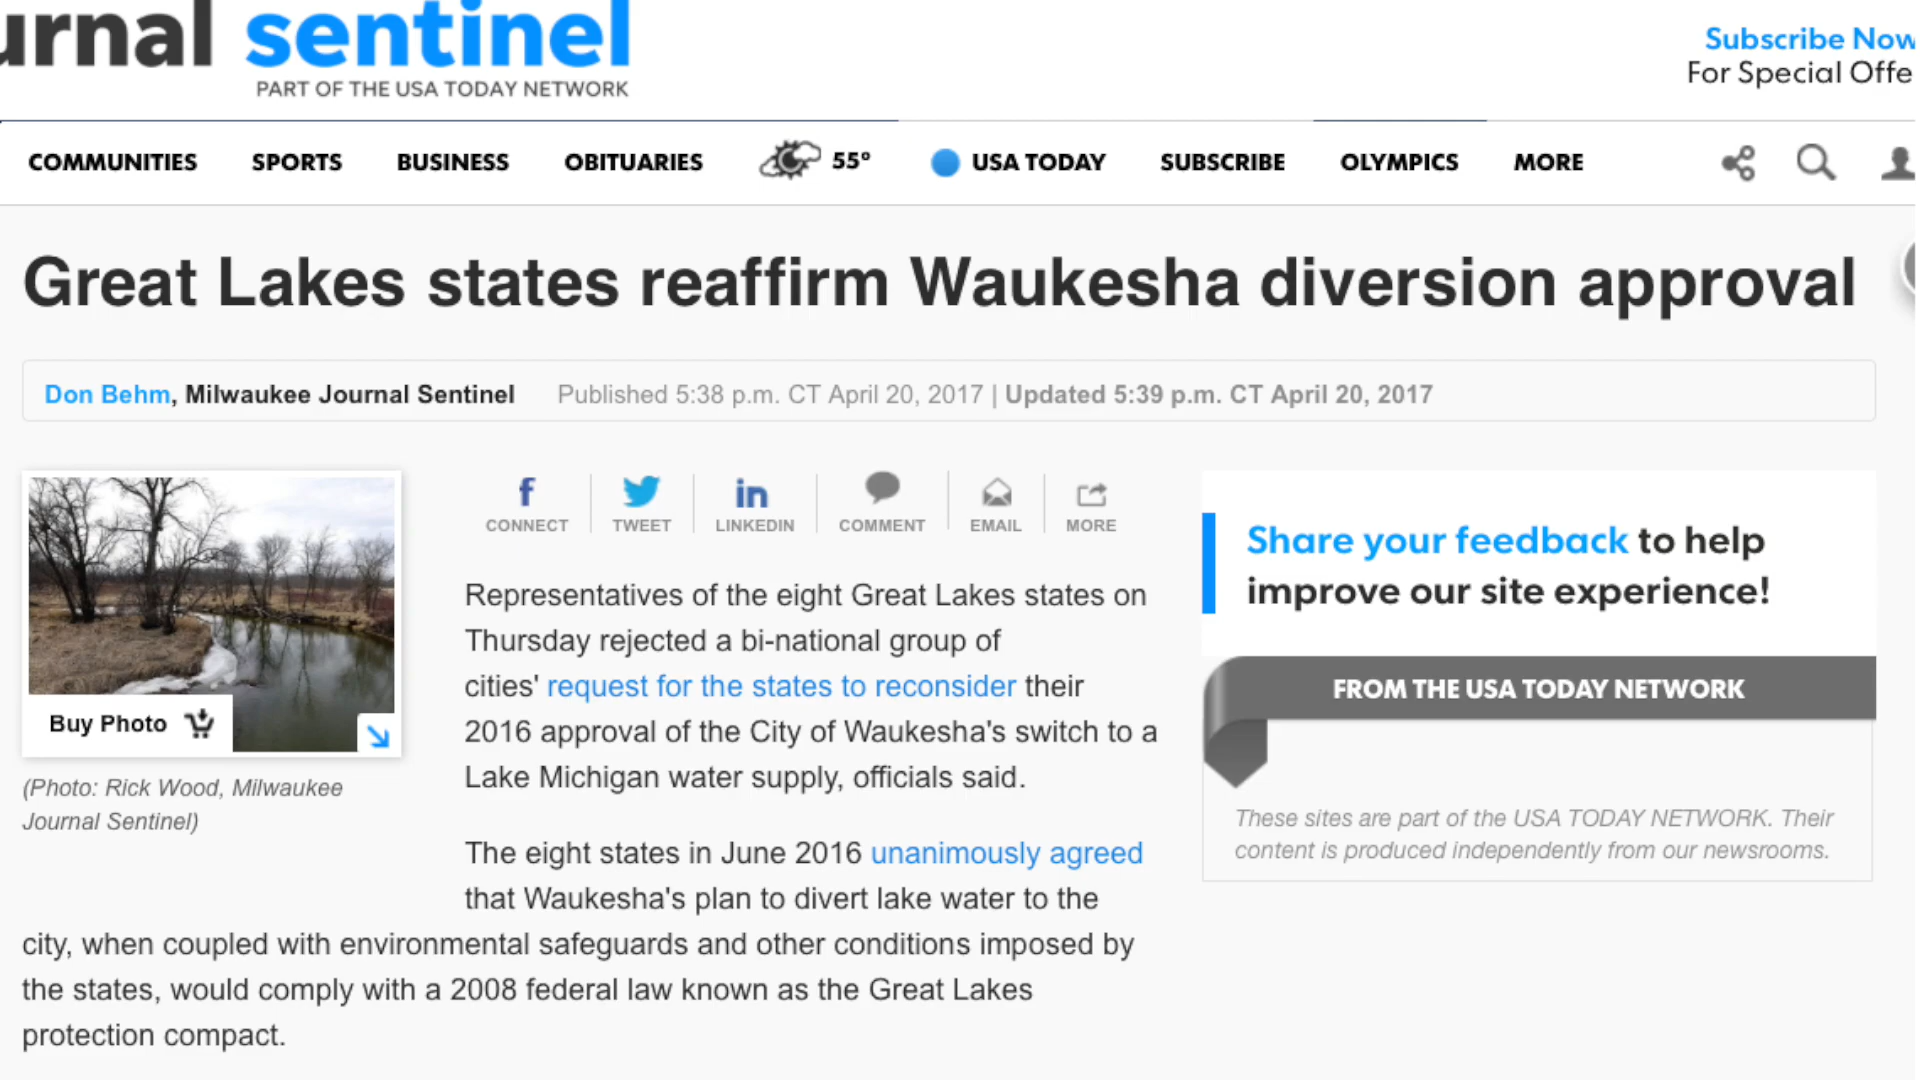 urnal sentinel
PART OF THE USA TODAY NETWORK
Subscribe Now
For Special Offe
COMMUNITIES SPORTS BUSINESS OBITUARIES 55° USA TODAY SUBSCRIBE OLYMPICS MORE
Great Lakes states reaffirm Waukesha diversion approval
Don Behm, Milwaukee Journal Sentinel Published 5:38 p.m. CT April 20, 2017 | Updated 5:39 p.m. CT April 20, 2017
Buy Photo
(Photo: Rick Wood, Milwaukee
Journal Sentinel)
f CONNECT TWEET in LINKEDIN COMMENT EMAIL MORE
Representatives of the eight Great Lakes states on
Thursday rejected a bi-national group of
cities' request for the states to reconsider their
2016 approval of the City of Waukesha's switch to a
Lake Michigan water supply, officials said.
The eight states in June 2016 unanimously agreed
that Waukesha's plan to divert lake water to the
city, when coupled with environmental safeguards and other conditions imposed by
the states, would comply with a 2008 federal law known as the Great Lakes
protection compact.
Share your feedback to help
improve our site experience!
FROM THE USA TODAY NETWORK
These sites are part of the USA TODAY NETWORK. Their
content is produced independently from our newsrooms.